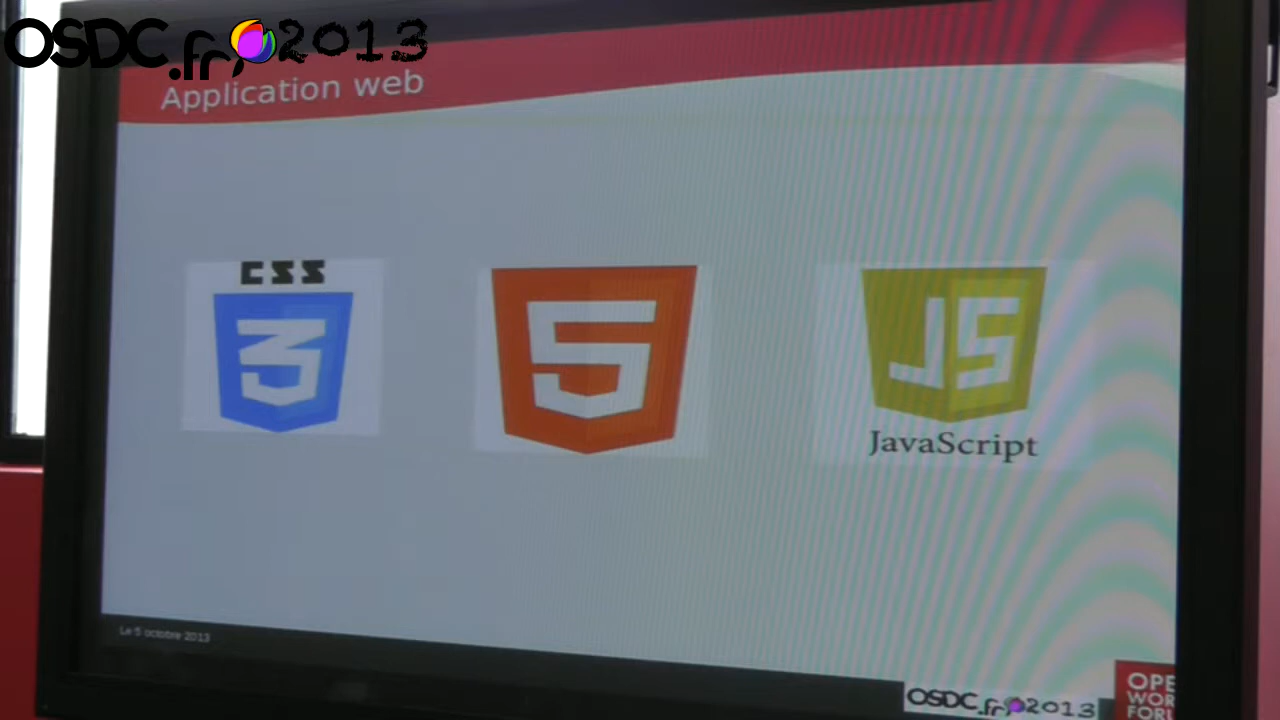 OSDC.fr 2013
Application web
CSS
3
5
JS
JavaScript
Le 5 octobre 2013
OSDC.fr 2013
OPE
WOR
FORU